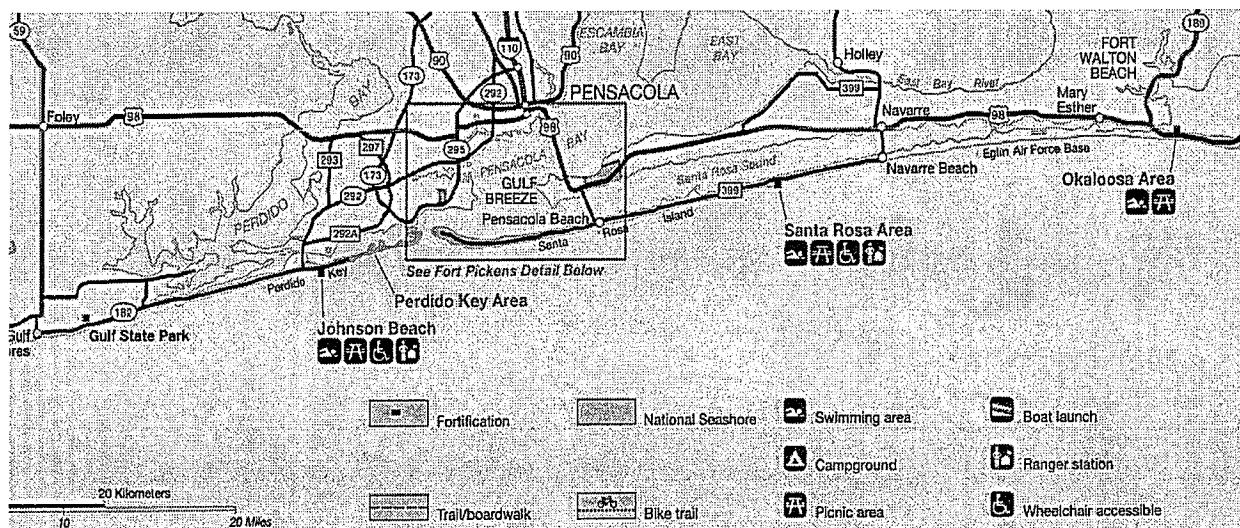 59
90
110
90
ESCAMBIA
BAY
EAST
BAY
Holley
189
FORT
WALTON
BEACH
173
292
PENSACOLA
East Bay River
399
Mary
Esther
BAY
Foley
98
98
Navarre
98
297
293
295
PENSACOLA
BAY
Eglin Air Force Base
173
Santa Rosa Sound
Navarre Beach
GULF
BREEZE
Okaloosa Area
292
PERDIDO
Pensacola Beach
Island
399
Santa
Rosa
Santa Rosa Area
292A
See Fort Pickens Detail Below
Perdido
Key
Perdido Key Area
182
Gulf State Park
Gulf
Johnson Beach
Fortification
National Seashore
Swimming area
Boat launch
Campground
Ranger station
20 Kilometers
Trail/boardwalk
Bike trail
Picnic area
Wheelchair accessible
10
20 Miles